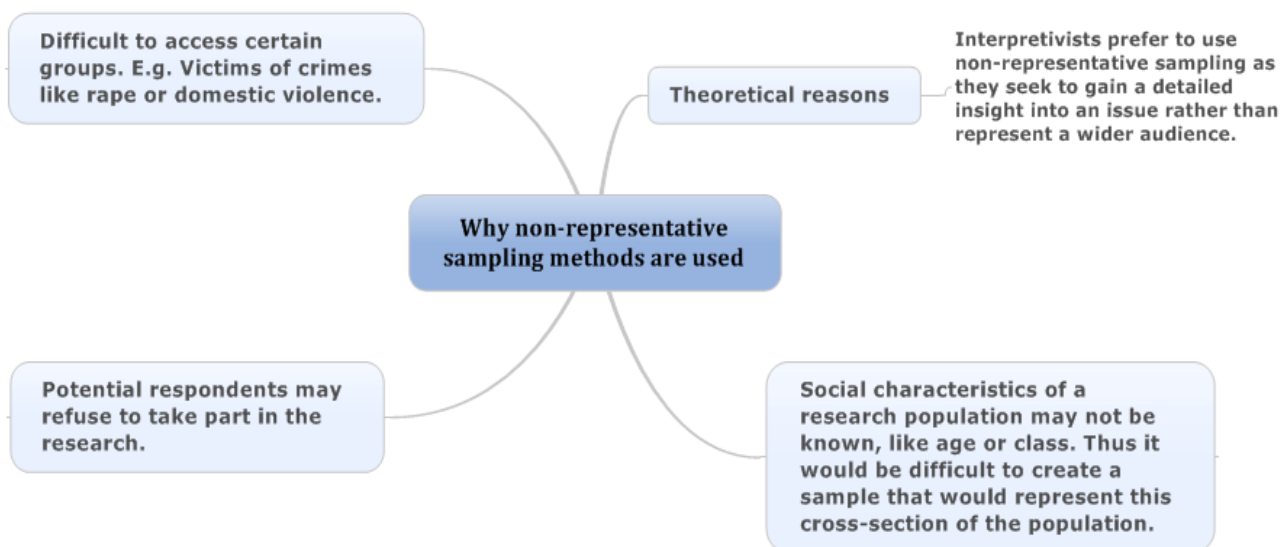 Difficult to access certain
groups. E.g. Victims of crimes
like rape or domestic violence.
Theoretical reasons
Interpretivists prefer to use
non-representative sampling as
they seek to gain a detailed
insight into an issue rather than
represent a wider audience.
Why non-representative
sampling methods are used
Potential respondents may
refuse to take part in the
research.
Social characteristics of a
research population may not be
known, like age or class. Thus it
would be difficult to create a
sample that would represent this
cross-section of the population.